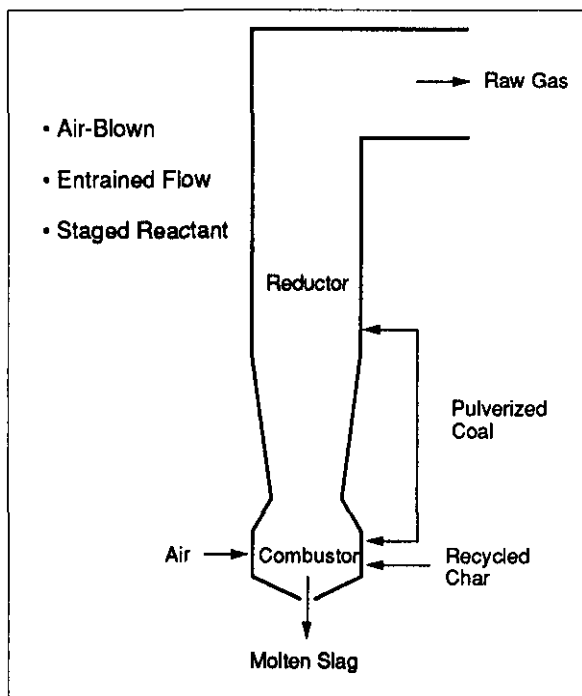 Raw Gas
• Air-Blown
• Entrained Flow
• Staged Reactant
Reductor
Pulverized
Coal
Air
Combustor
Recycled
Char
Molten Slag